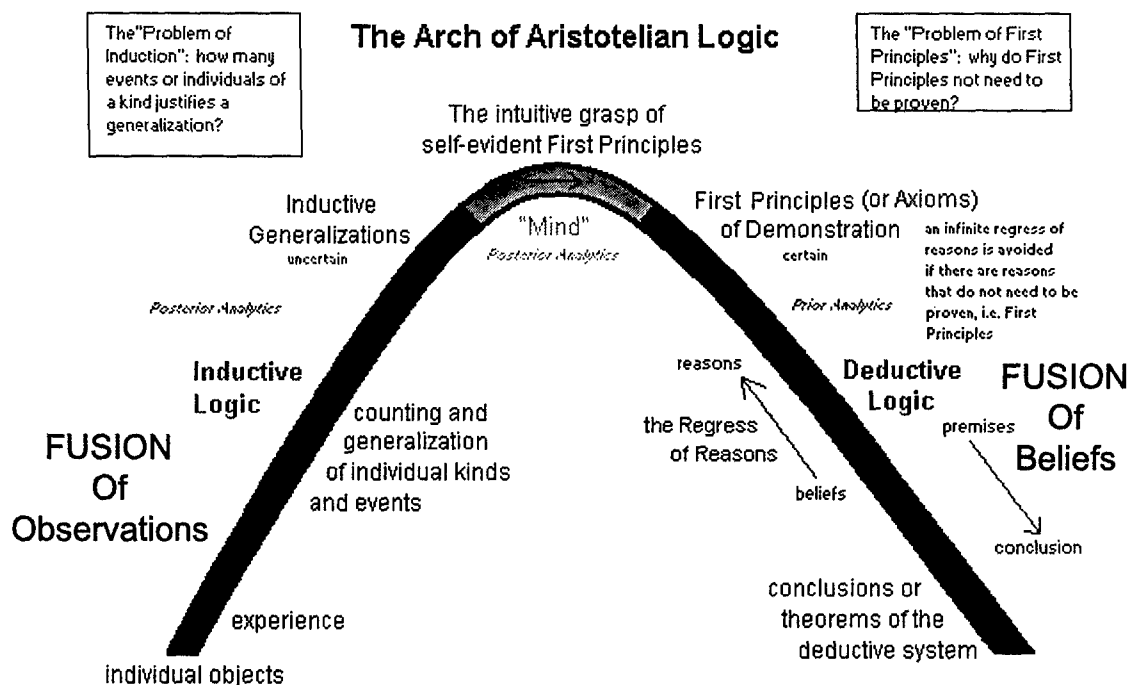 The Arch of Aristotelian Logic
The"Problem of
Induction": how many
events or individuals of
a kind justifies a
generalization?
The "Problem of First
Principles": why do First
Principles not need to
be proven?
The intuitive grasp of
self-evident First Principles
"Mind"
Posterior Analytics
Inductive
Generalizations
uncertain
Posterior Analytics
Inductive
Logic
FUSION
Of
Observations
counting and
generalization
of individual kinds
and events
experience
individual objects
First Principles (or Axioms)
of Demonstration
certain
an infinite regress of
reasons is avoided
if there are reasons
that do not need to be
proven, i.e. First
Principles
Prior Analytics
reasons
the Regress
of Reasons
beliefs
Deductive
Logic
FUSION
Of
Beliefs
premises
conclusion
conclusions or
theorems of the
deductive system